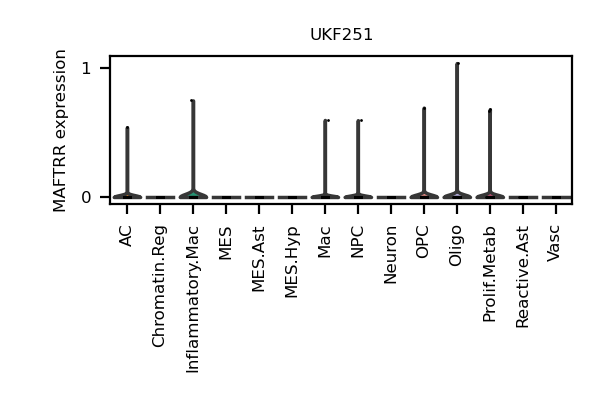 UKF251
MAFTRR expression
1
0
AC
Chromatin.Reg
Inflammatory.Mac
MES
MES.Ast
MES.Hyp
Mac
NPC
Neuron
OPC
Oligo
Prolif.Metab
Reactive.Ast
Vasc